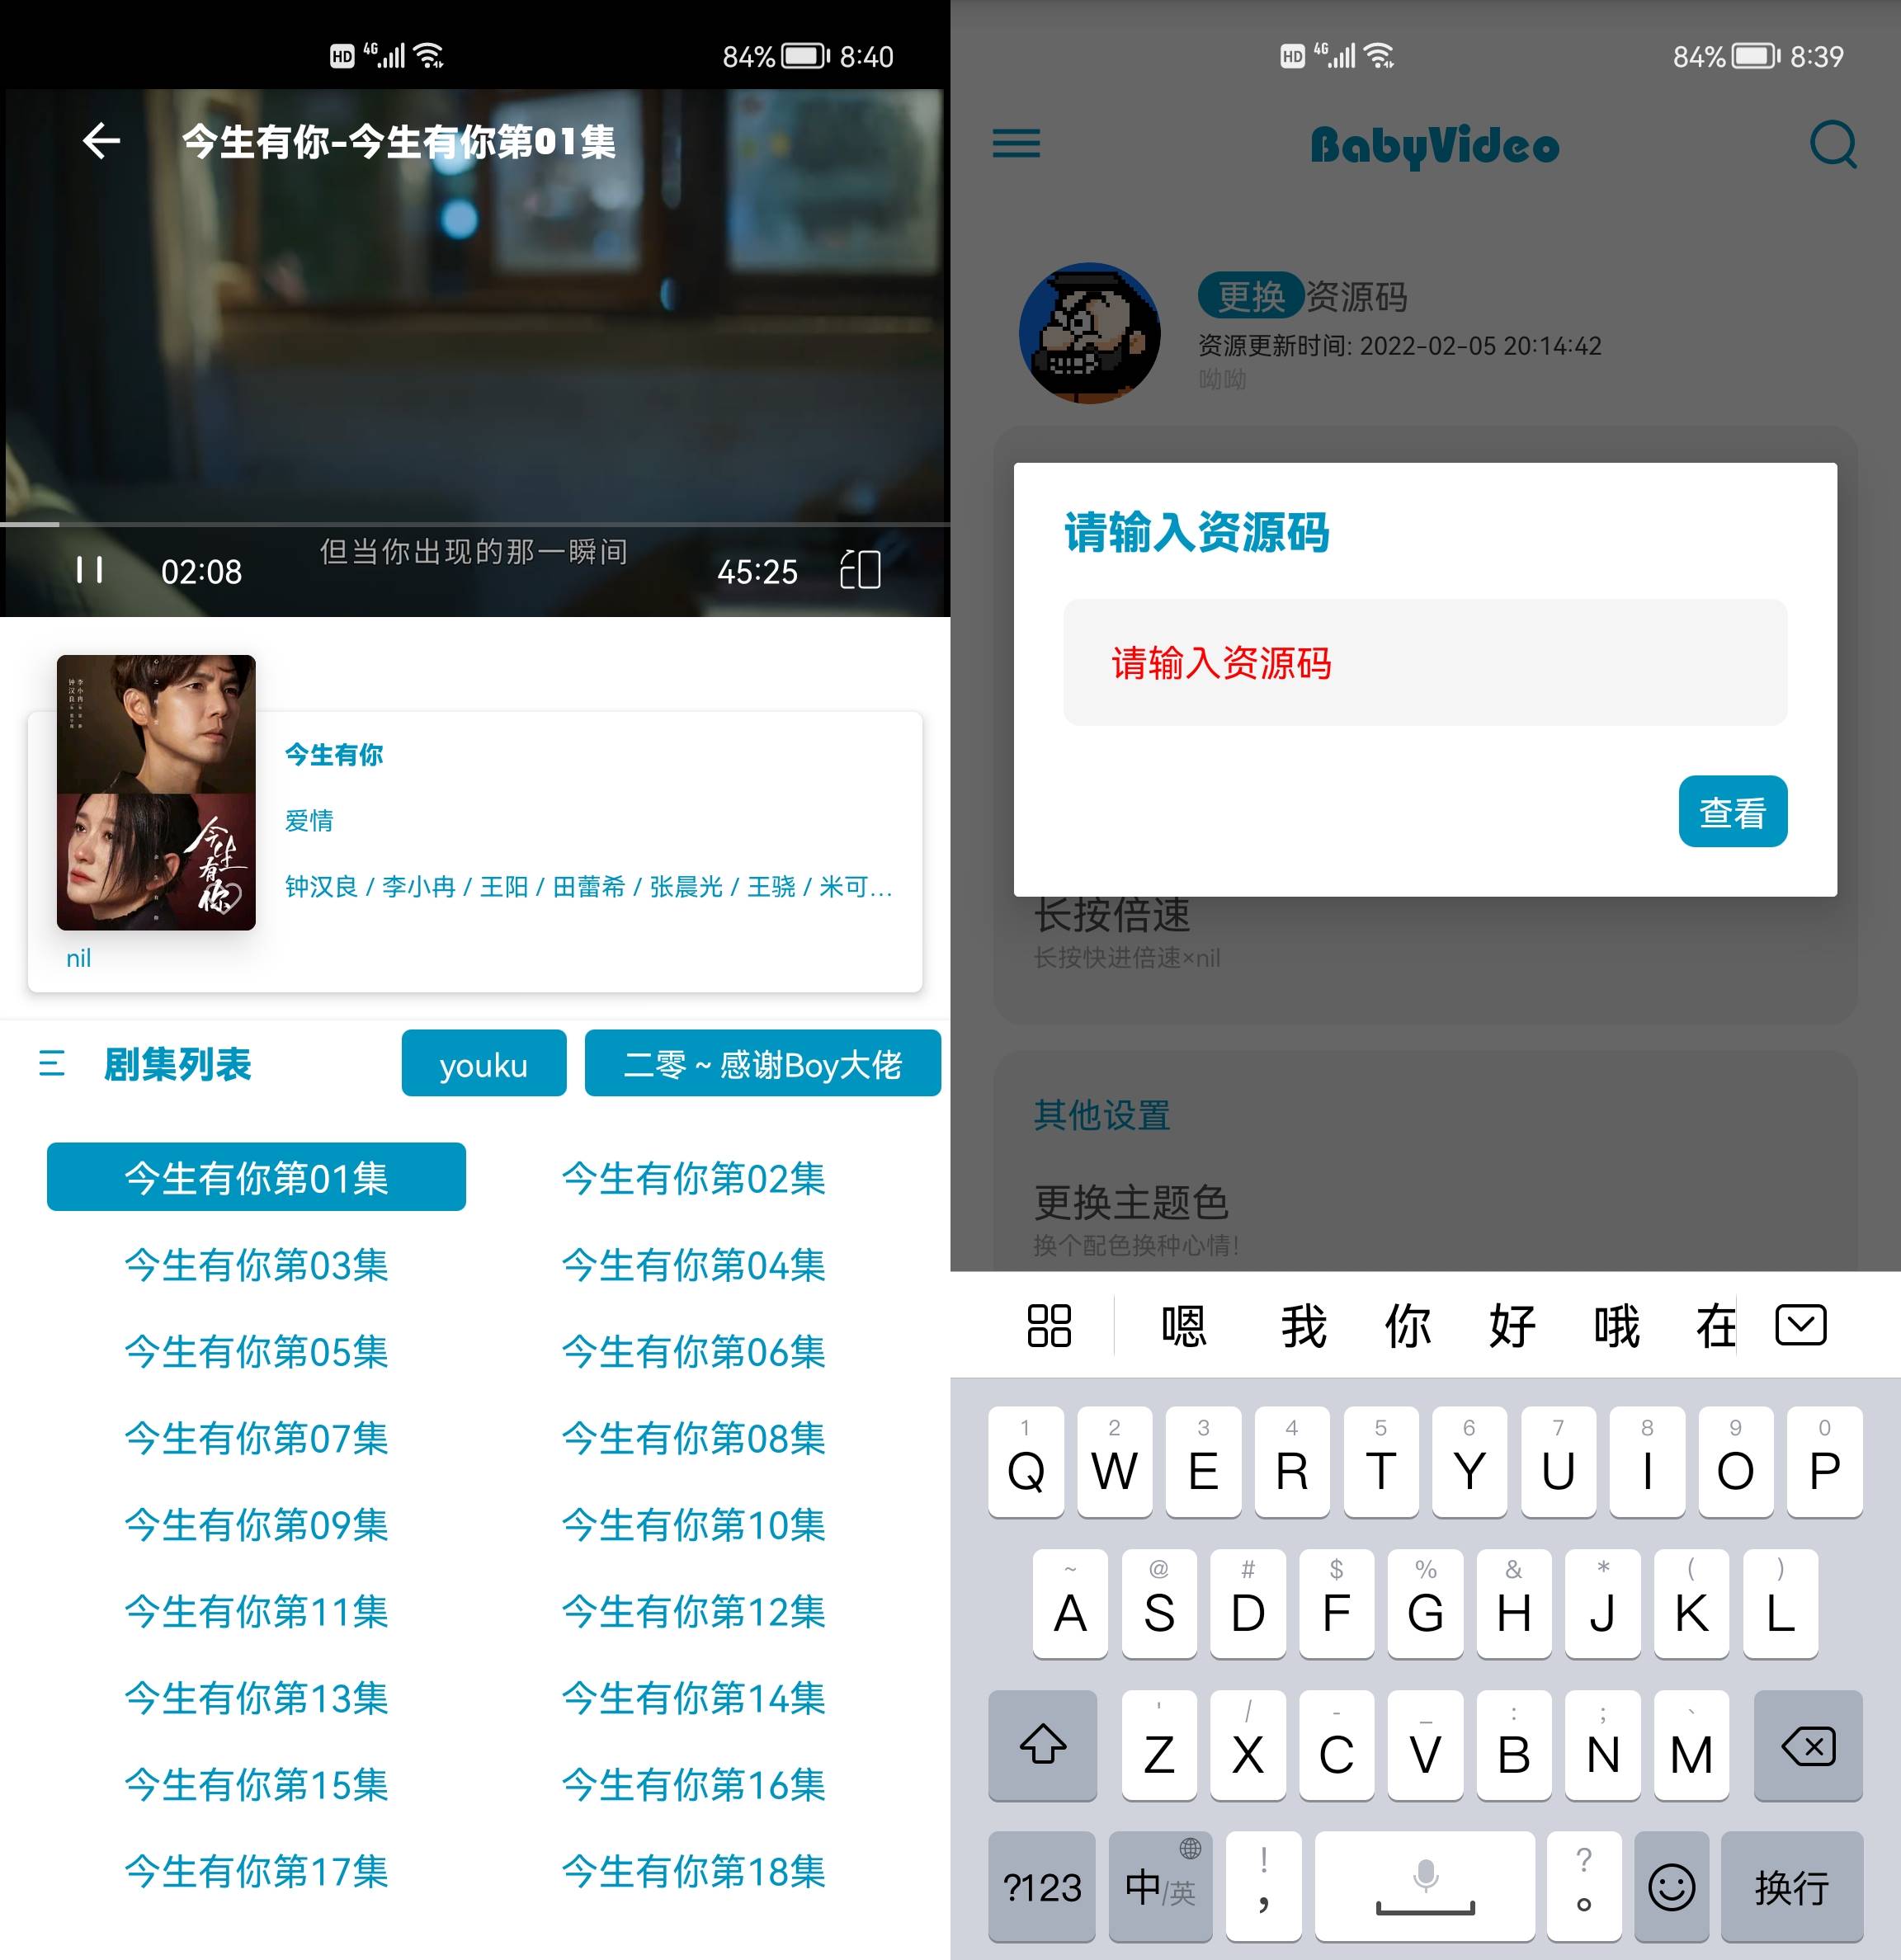 HD 4G 84% 8:40
今生有你-今生有你第01集
但当你出现的那一瞬间
02:08 45:25
今生有你
今生有你
爱情
钟汉良 / 李小冉 / 王阳 / 田蕾希 / 张晨光 / 王骁 / 米可...
nil
剧集列表 youku 二零 ~ 感谢Boy大佬
今生有你第01集 今生有你第02集
今生有你第03集 今生有你第04集
今生有你第05集 今生有你第06集
今生有你第07集 今生有你第08集
今生有你第09集 今生有你第10集
今生有你第11集 今生有你第12集
今生有你第13集 今生有你第14集
今生有你第15集 今生有你第16集
今生有你第17集 今生有你第18集
HD 4G 84% 8:39
BabyVideo
更换 资源码
资源更新时间: 2022-02-05 20:14:42
呦呦
请输入资源码
请输入资源码
查看
长按倍速
长按快进倍速×nil
其他设置
更换主题色
换个配色换种心情!
嗯 我 你 好 哦 在
1 2 3 4 5 6 7 8 9 0
Q W E R T Y U I O P
~ @ # $ % & * ( )
A S D F G H J K L
' / - _ : ; 、
Z X C V B N M
! ?
?123 中/英 ， 。 换行